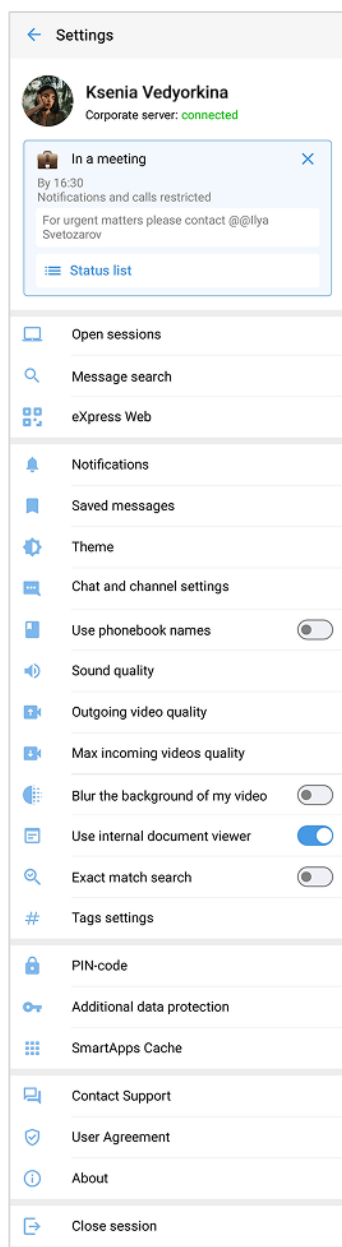 Settings
Ksenia Vedyorkina
Corporate server: connected
In a meeting
By 16:30
Notifications and calls restricted
For urgent matters please contact @@Ilya
Svetozarov
Status list
Open sessions
Message search
eXpress Web
Notifications
Saved messages
Theme
Chat and channel settings
Use phonebook names
Sound quality
Outgoing video quality
Max incoming videos quality
Blur the background of my video
Use internal document viewer
Exact match search
Tags settings
PIN-code
Additional data protection
SmartApps Cache
Contact Support
User Agreement
About
Close session